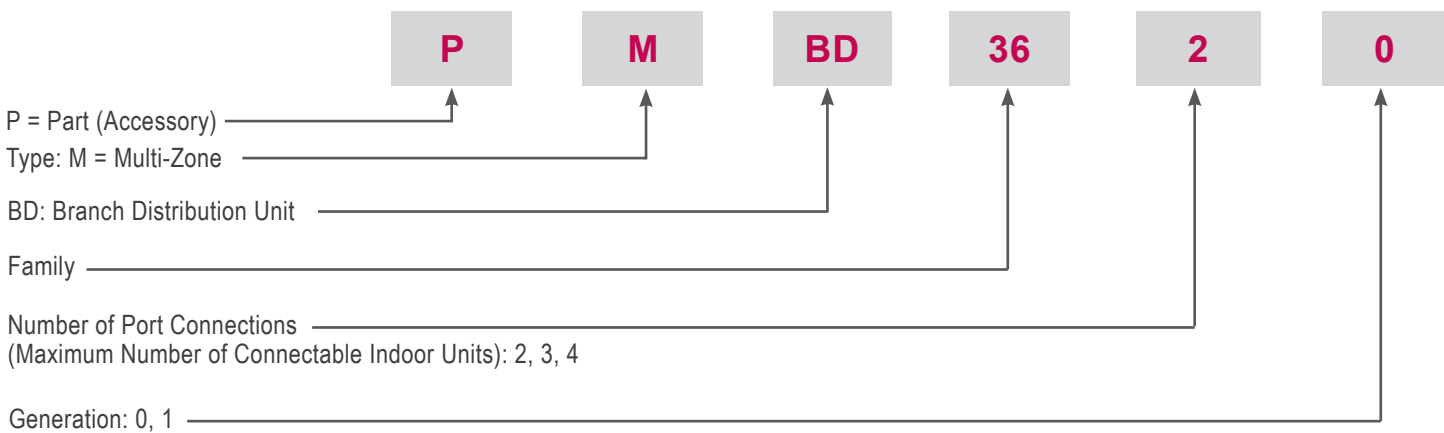 P M BD 36 2 0
P = Part (Accessory)
Type: M = Multi-Zone
BD: Branch Distribution Unit
Family
Number of Port Connections
(Maximum Number of Connectable Indoor Units): 2, 3, 4
Generation: 0, 1